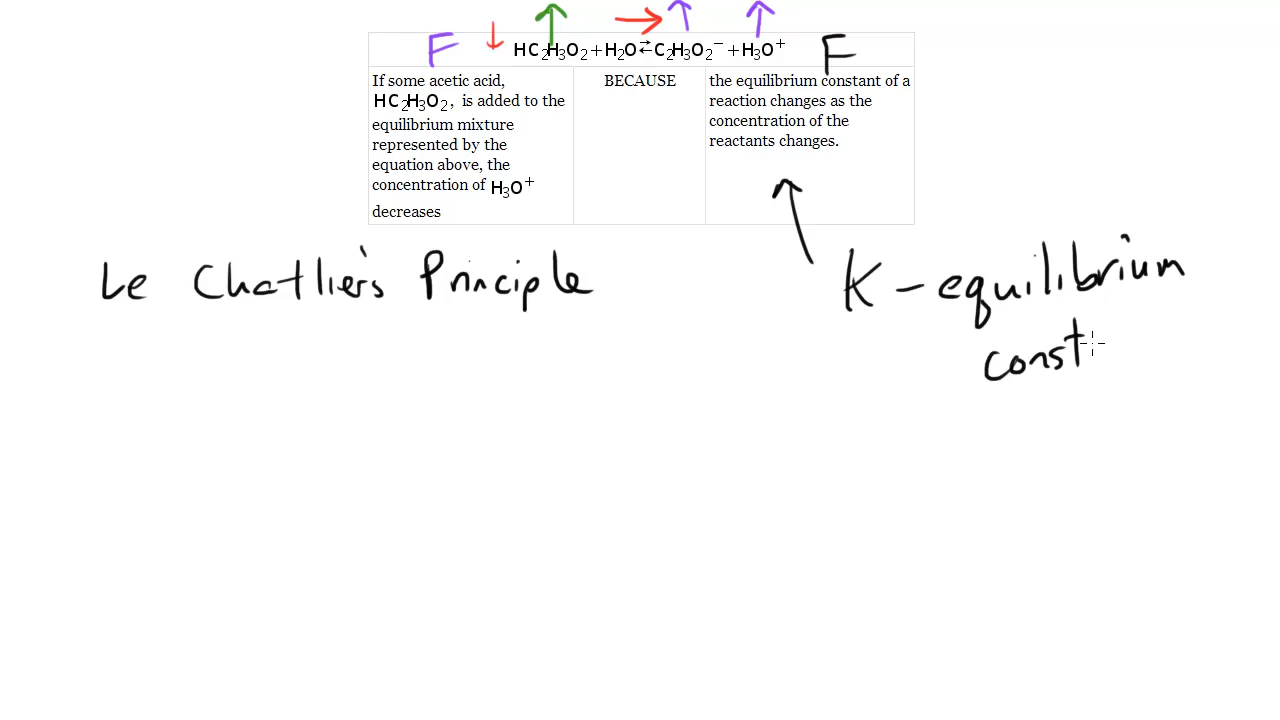 F HC2H3O2+H2O⇄C2H3O2⁻+H3O⁺ F
If some acetic acid,
HC2H3O2, is added to the
equilibrium mixture
represented by the
equation above, the
concentration of H3O⁺
decreases
BECAUSE
the equilibrium constant of a
reaction changes as the
concentration of the
reactants changes.
Le Chatlier's Principle
K - equilibrium
const